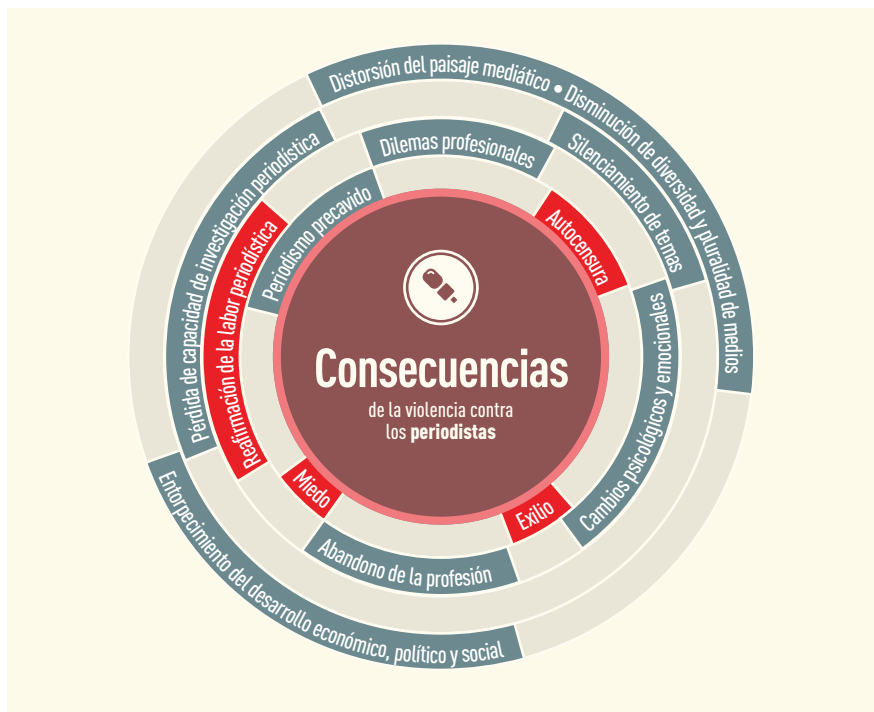 Consecuencias
de la violencia contra
los periodistas
Distorsión del paisaje mediático • Disminución de diversidad y pluralidad de medios
Pérdida de capacidad de investigación periodística
Silenciamiento de temas
Dilemas profesionales
Reafirmación de la labor periodística
Periodismo precavido
Autocensura
Cambios psicológicos y emocionales
Miedo
Exilio
Abandono de la profesión
Entorpecimiento del desarrollo económico, político y social